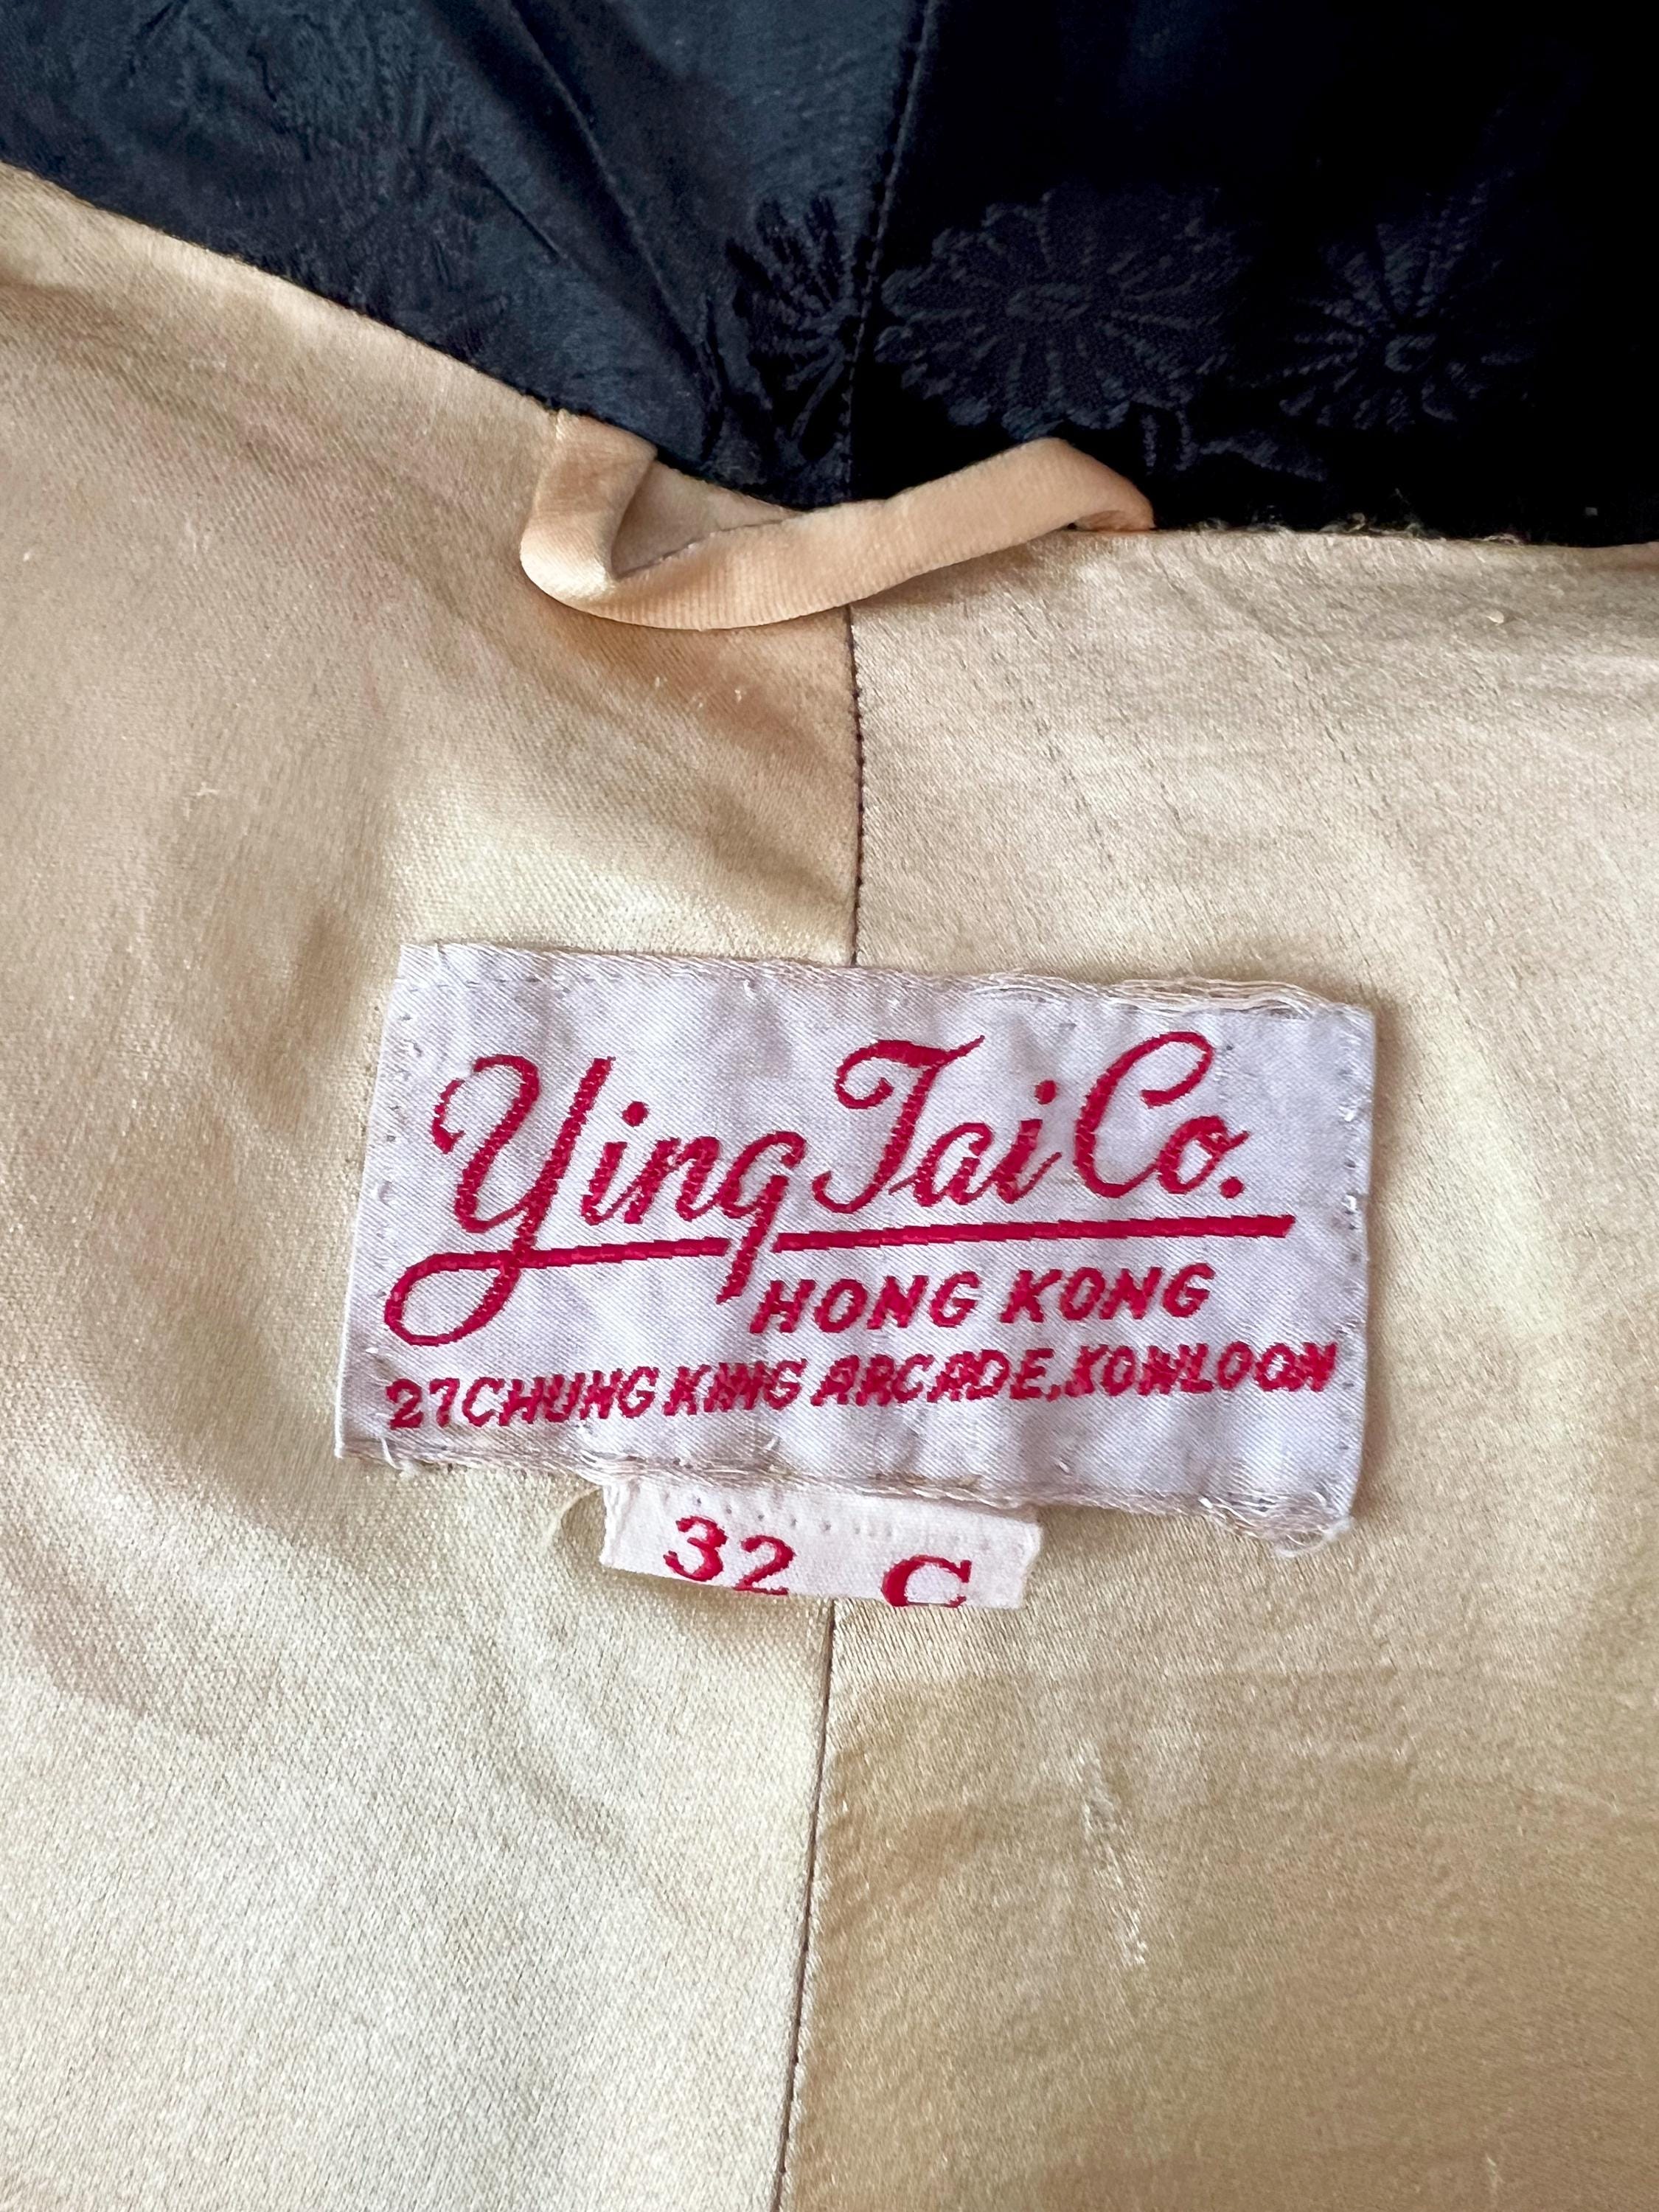 Ying Tai Co.
HONG KONG
27 CHUNG KING ARCADE, KOWLOON
32 C